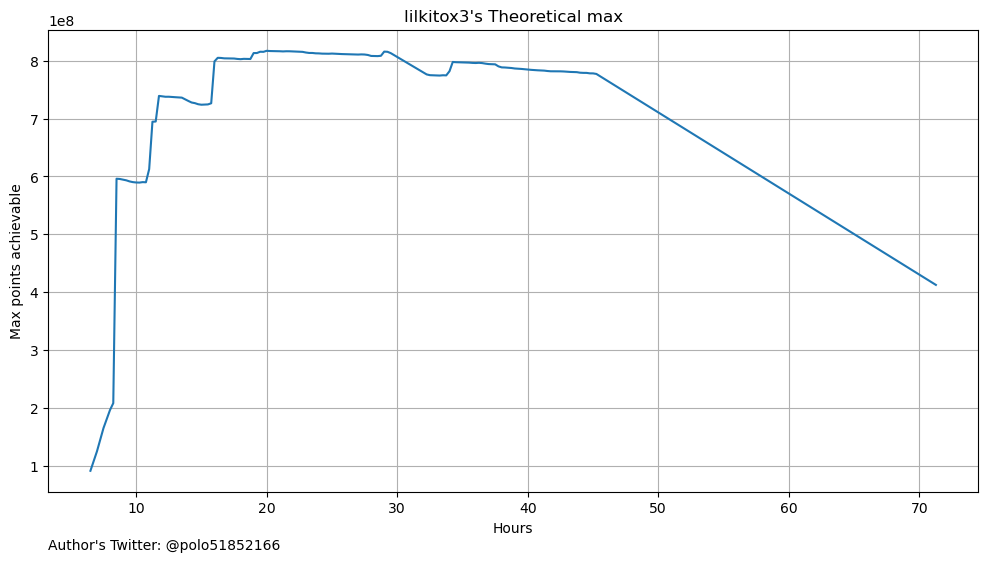 lilkitox3's Theoretical max
1e8
Max points achievable
8
7
6
5
4
3
2
1
10 20 30 40 50 60 70
Hours
Author's Twitter: @polo51852166